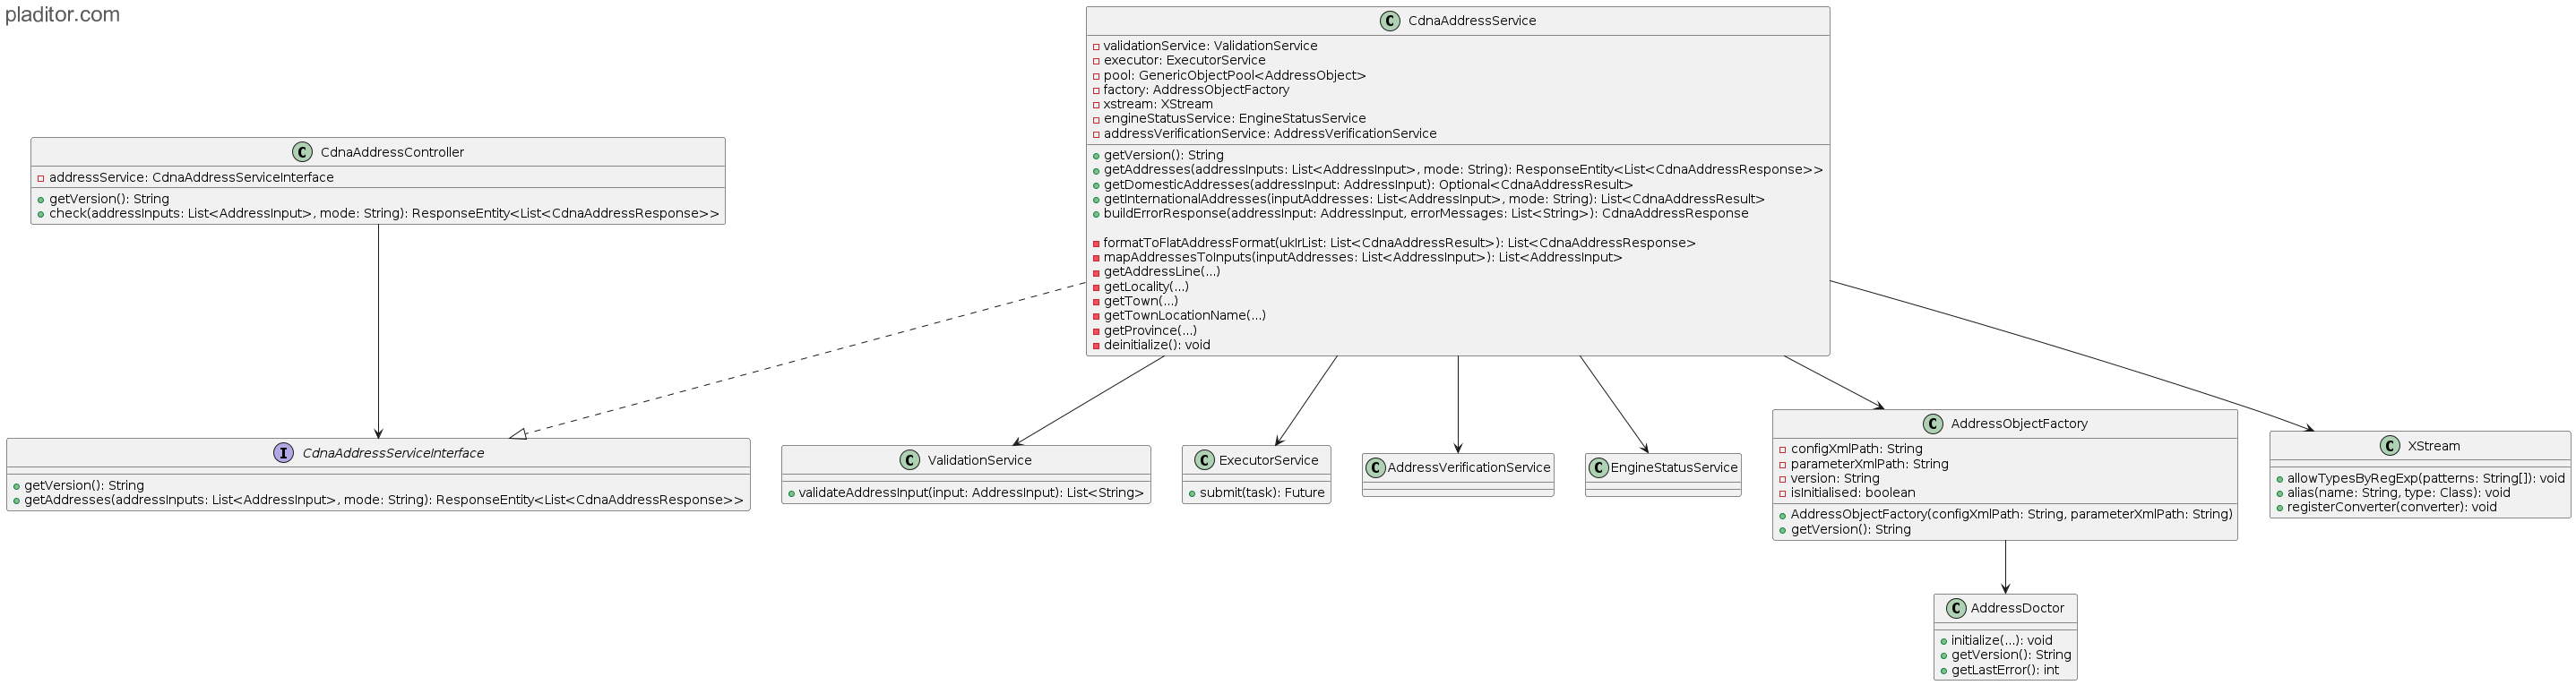 pladitor.com
C CdnaAddressService
validationService: ValidationService
executor: ExecutorService
pool: GenericObjectPool<AddressObject>
factory: AddressObjectFactory
xstream: XStream
engineStatusService: EngineStatusService
addressVerificationService: AddressVerificationService
getVersion(): String
getAddresses(addressInputs: List<AddressInput>, mode: String): ResponseEntity<List<CdnaAddressResponse>>
getDomesticAddresses(addressInput: AddressInput): Optional<CdnaAddressResult>
getInternationalAddresses(inputAddresses: List<AddressInput>, mode: String): List<CdnaAddressResult>
buildErrorResponse(addressInput: AddressInput, errorMessages: List<String>): CdnaAddressResponse
formatToFlatAddressFormat(ukIrList: List<CdnaAddressResult>): List<CdnaAddressResponse>
mapAddressesToInputs(inputAddresses: List<AddressInput>): List<AddressInput>
getAddressLine(...)
getLocality(...)
getTown(...)
getTownLocationName(...)
getProvince(...)
deinitialize(): void
C CdnaAddressController
addressService: CdnaAddressServiceInterface
getVersion(): String
check(addressInputs: List<AddressInput>, mode: String): ResponseEntity<List<CdnaAddressResponse>>
I CdnaAddressServiceInterface
getVersion(): String
getAddresses(addressInputs: List<AddressInput>, mode: String): ResponseEntity<List<CdnaAddressResponse>>
C ValidationService
validateAddressInput(input: AddressInput): List<String>
C ExecutorService
submit(task): Future
C AddressVerificationService
C EngineStatusService
C AddressObjectFactory
configXmlPath: String
parameterXmlPath: String
version: String
isInitialised: boolean
AddressObjectFactory(configXmlPath: String, parameterXmlPath: String)
getVersion(): String
C XStream
allowTypesByRegExp(patterns: String[]): void
alias(name: String, type: Class): void
registerConverter(converter): void
C AddressDoctor
initialize(...): void
getVersion(): String
getLastError(): int